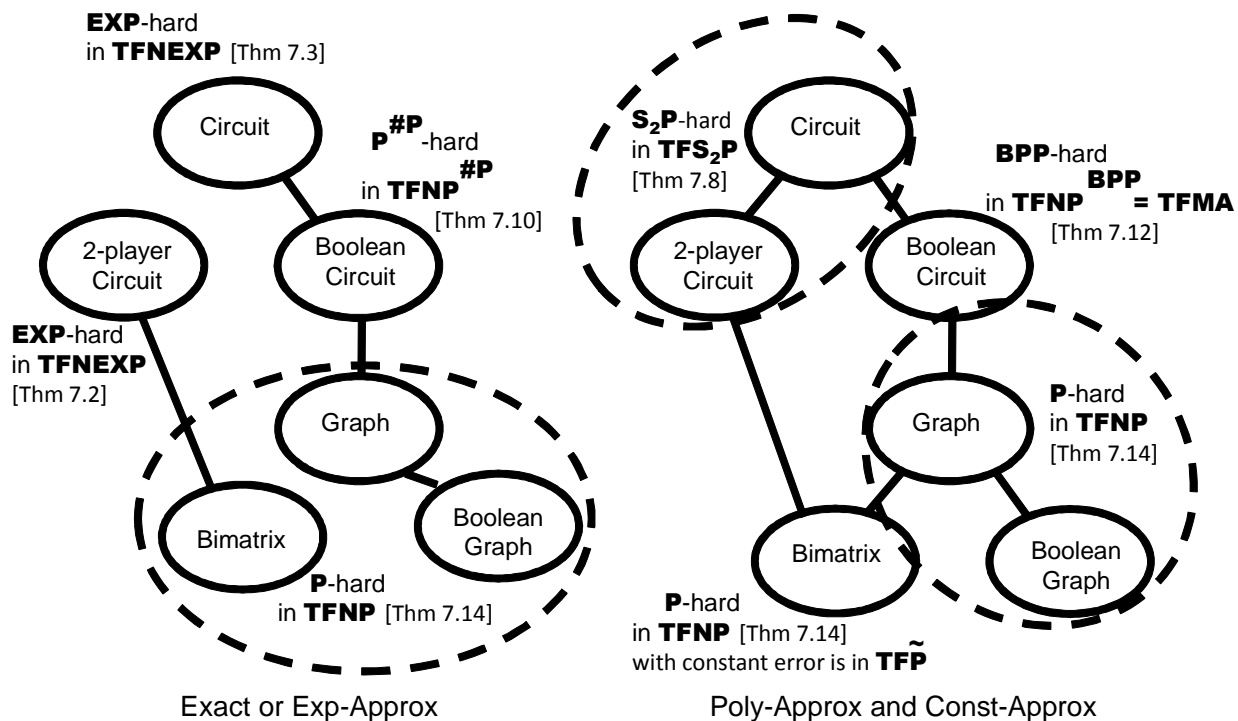 EXP-hard
in TFNEXP [Thm 7.3]
Circuit
P#P-hard
in TFNP#P
[Thm 7.10]
2-player
Circuit
Boolean
Circuit
EXP-hard
in TFNEXP
[Thm 7.2]
Graph
Bimatrix
Boolean
Graph
P-hard
in TFNP [Thm 7.14]
Exact or Exp-Approx
S₂P-hard
in TFS₂P
[Thm 7.8]
Circuit
BPP-hard
in TFNPBPP = TFMA
[Thm 7.12]
2-player
Circuit
Boolean
Circuit
Graph
P-hard
in TFNP
[Thm 7.14]
Bimatrix
Boolean
Graph
P-hard
in TFNP [Thm 7.14]
with constant error is in TFP̃
Poly-Approx and Const-Approx